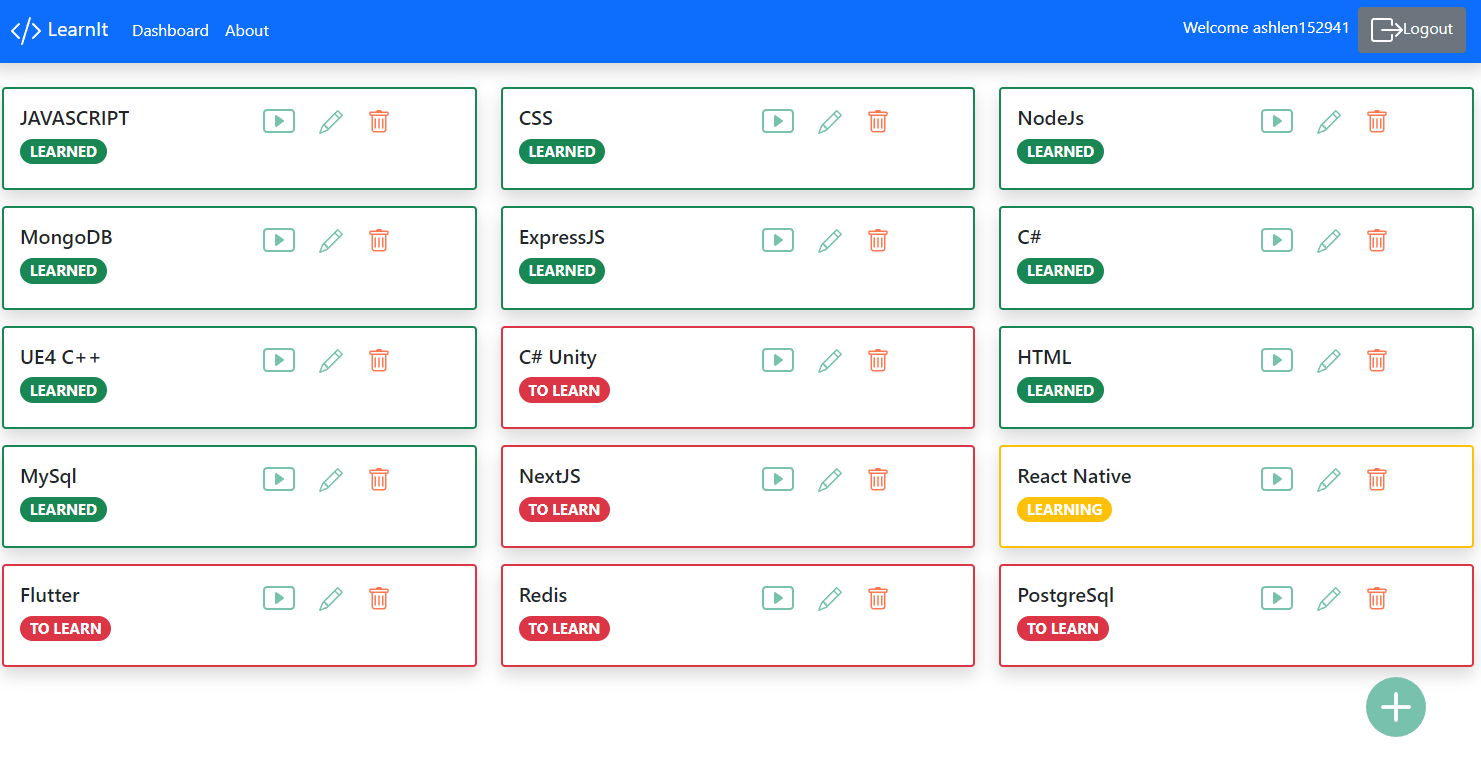 LearnIt Dashboard About Welcome ashlen152941 Logout
JAVASCRIPT
LEARNED
CSS
LEARNED
NodeJs
LEARNED
MongoDB
LEARNED
ExpressJS
LEARNED
C#
LEARNED
UE4 C++
LEARNED
C# Unity
TO LEARN
HTML
LEARNED
MySql
LEARNED
NextJS
TO LEARN
React Native
LEARNING
Flutter
TO LEARN
Redis
TO LEARN
PostgreSql
TO LEARN